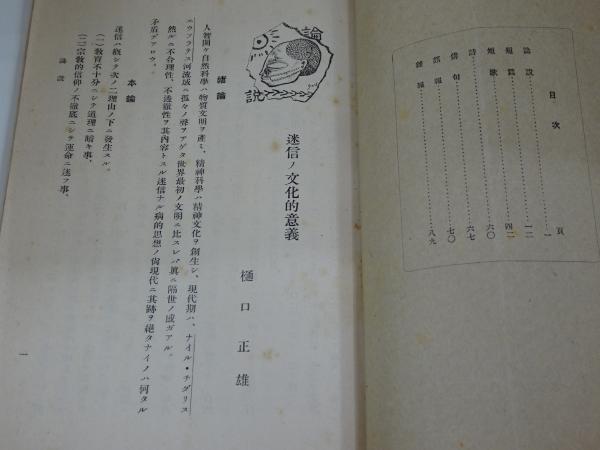 目次
頁
論説……一
短篇……一二
短歌……四二
詩……六〇
俳句……六七
部報……七〇
雑報……八九
論説
迷信ノ文化的意義
樋口正雄
緒論
人智開ケ自然科學ハ物質文明ヲ產ミ、精神科學ハ精神文化ヲ創生シ、現代期ハ、ナイル・チグリス
ユウフラテス河流域ニ孤々ノ聲ヲアゲタ世界最初ノ文明ニ比スレバ眞ニ隔世ノ感ガアル。
然ルニ不合理性、不透徹性ヲ其內容トスル迷信ナル病的思想ノ尙現代ニ其跡ヲ絶タナイノハ何タル
矛盾デアロウ。
本論
迷信ハ槪シテ次ノ二理由ノ下ニ發生スル。
(一)敎育不十分ニシテ道理ニ暗キ事、
(二)宗敎的信仰ノ不徹底ニシテ運命ニ迷フ事、
論説
一